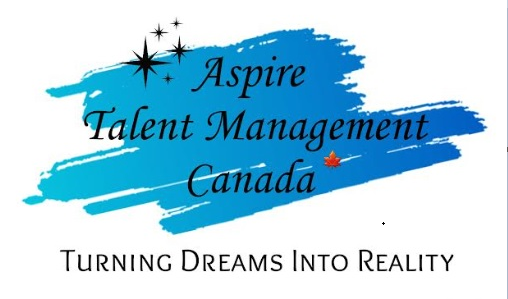 Aspire
Talent Management
Canada
Turning Dreams Into Reality